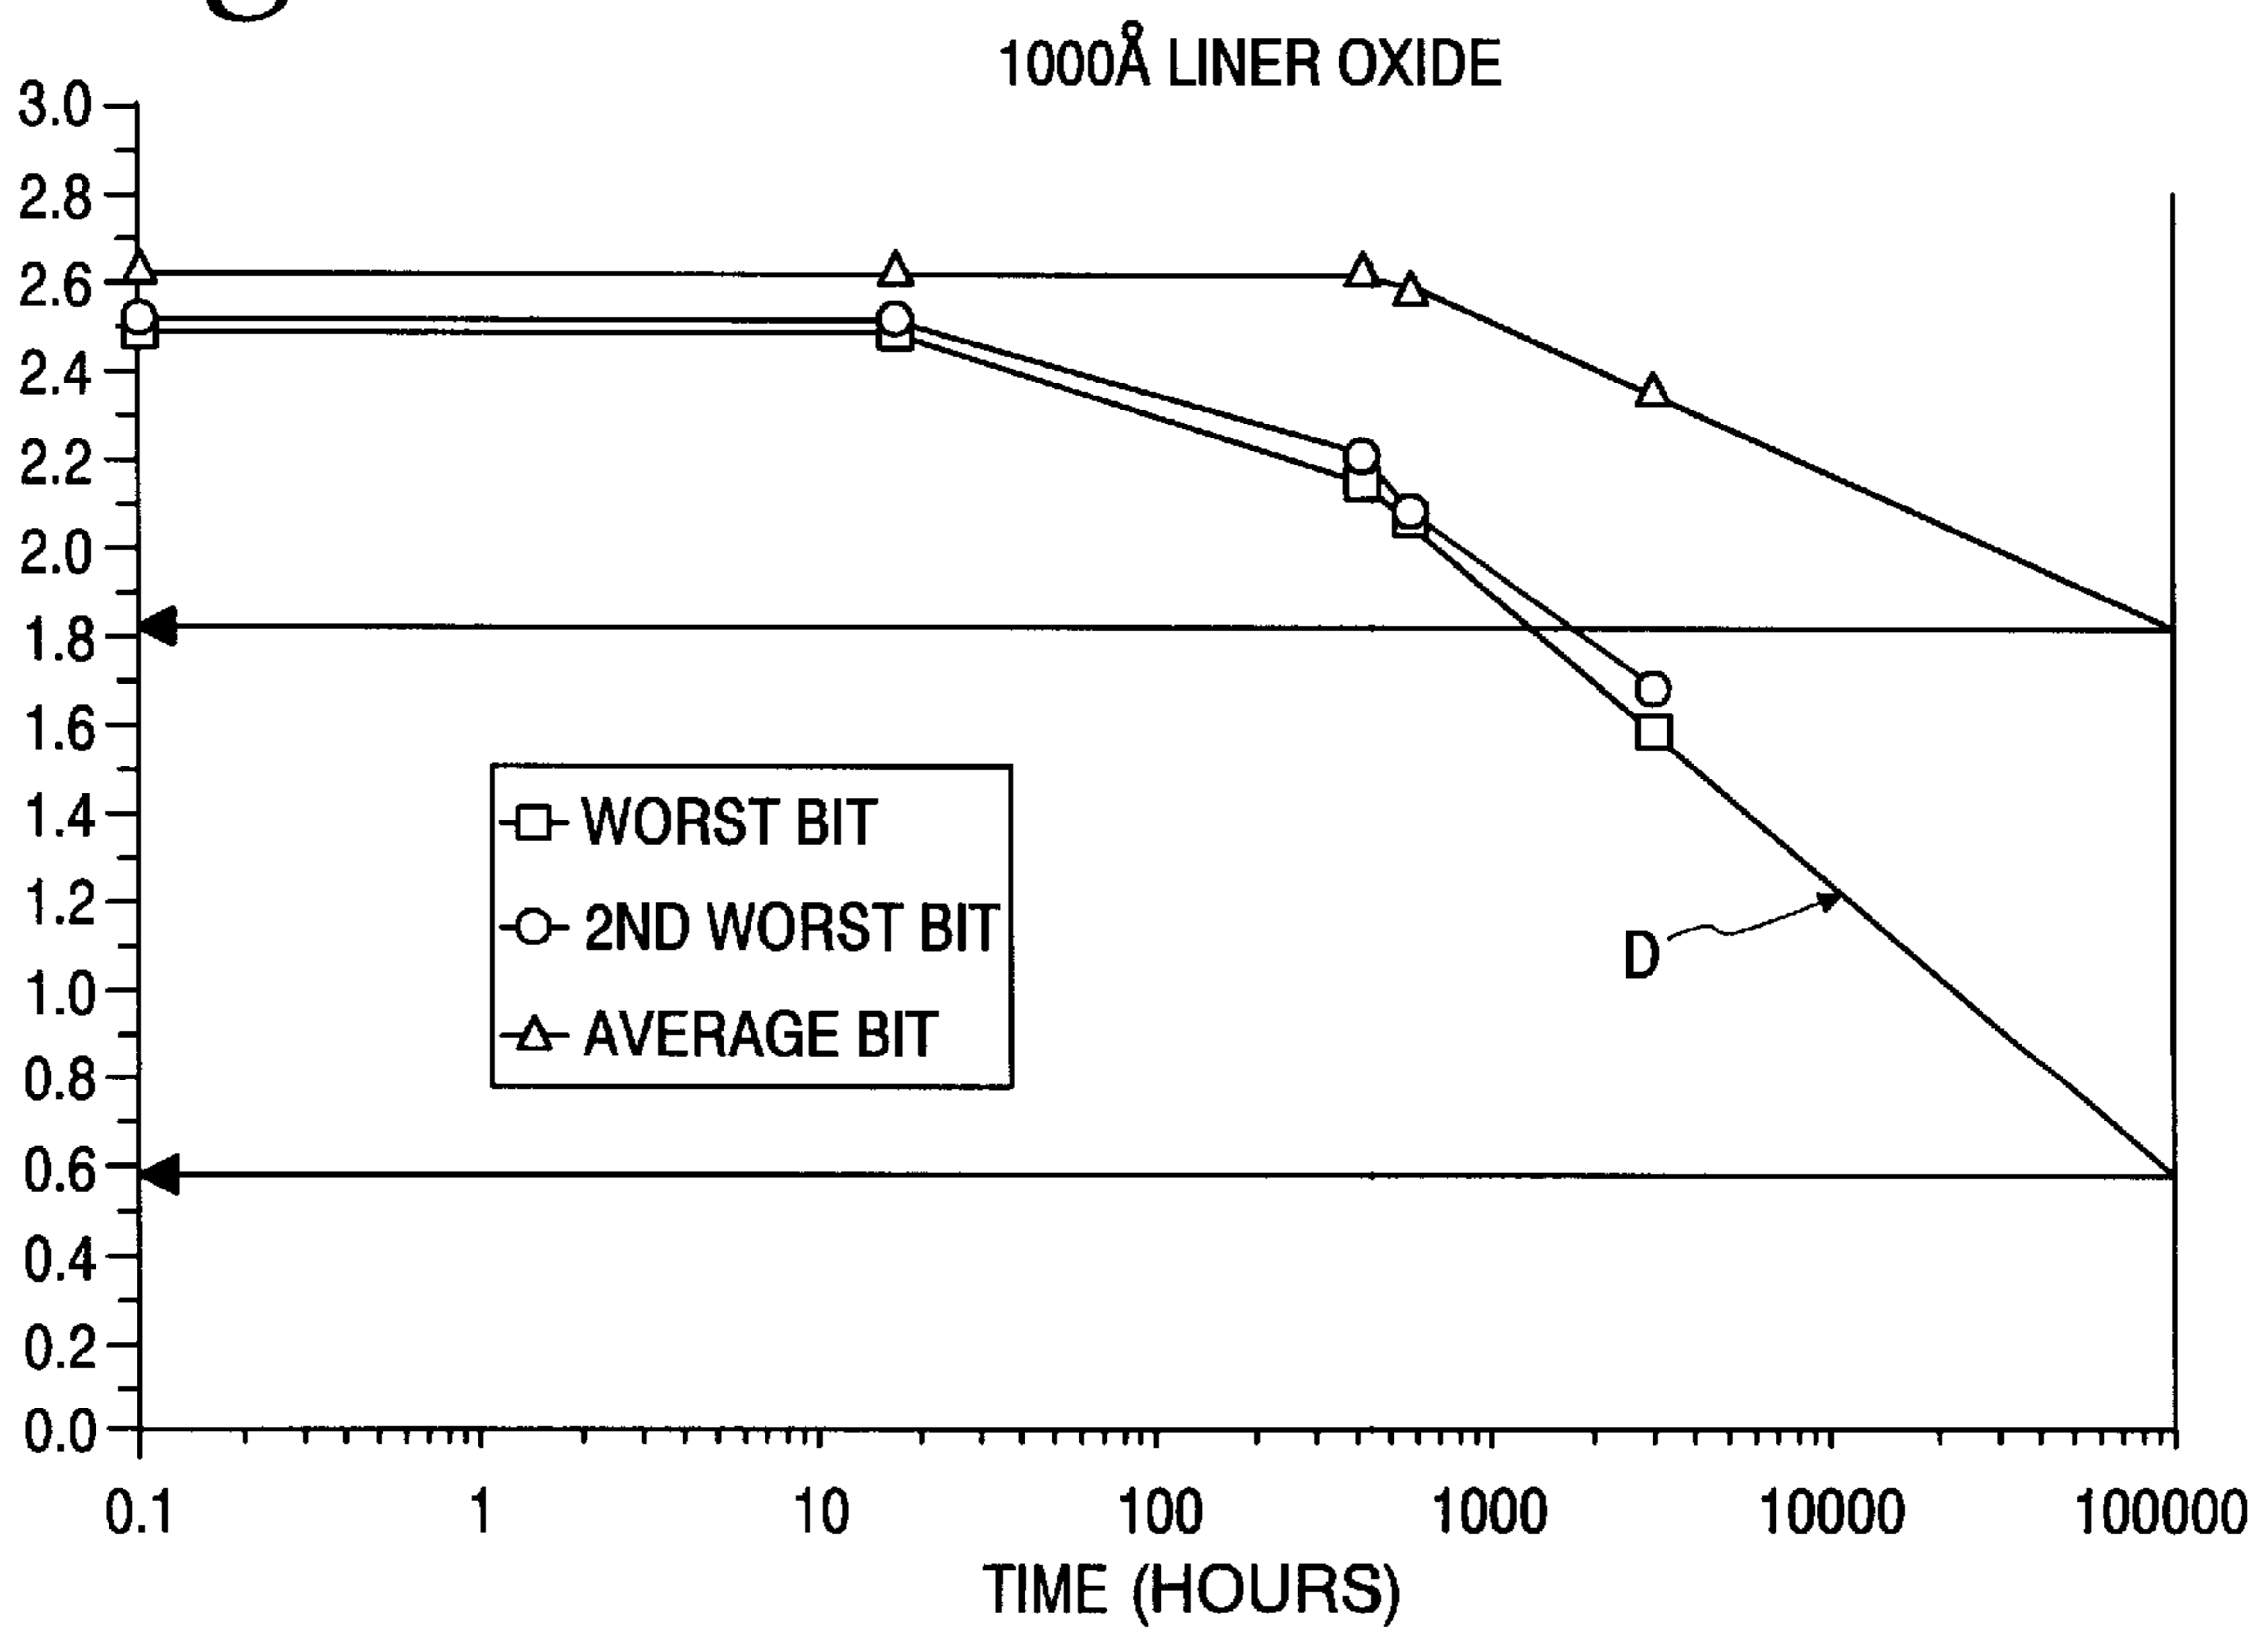 1000Å LINER OXIDE
3.0
2.8
2.6
2.4
2.2
2.0
1.8
1.6
1.4
1.2
1.0
0.8
0.6
0.4
0.2
0.0
WORST BIT
2ND WORST BIT
AVERAGE BIT
D
0.1 1 10 100 1000 10000 100000
TIME (HOURS)